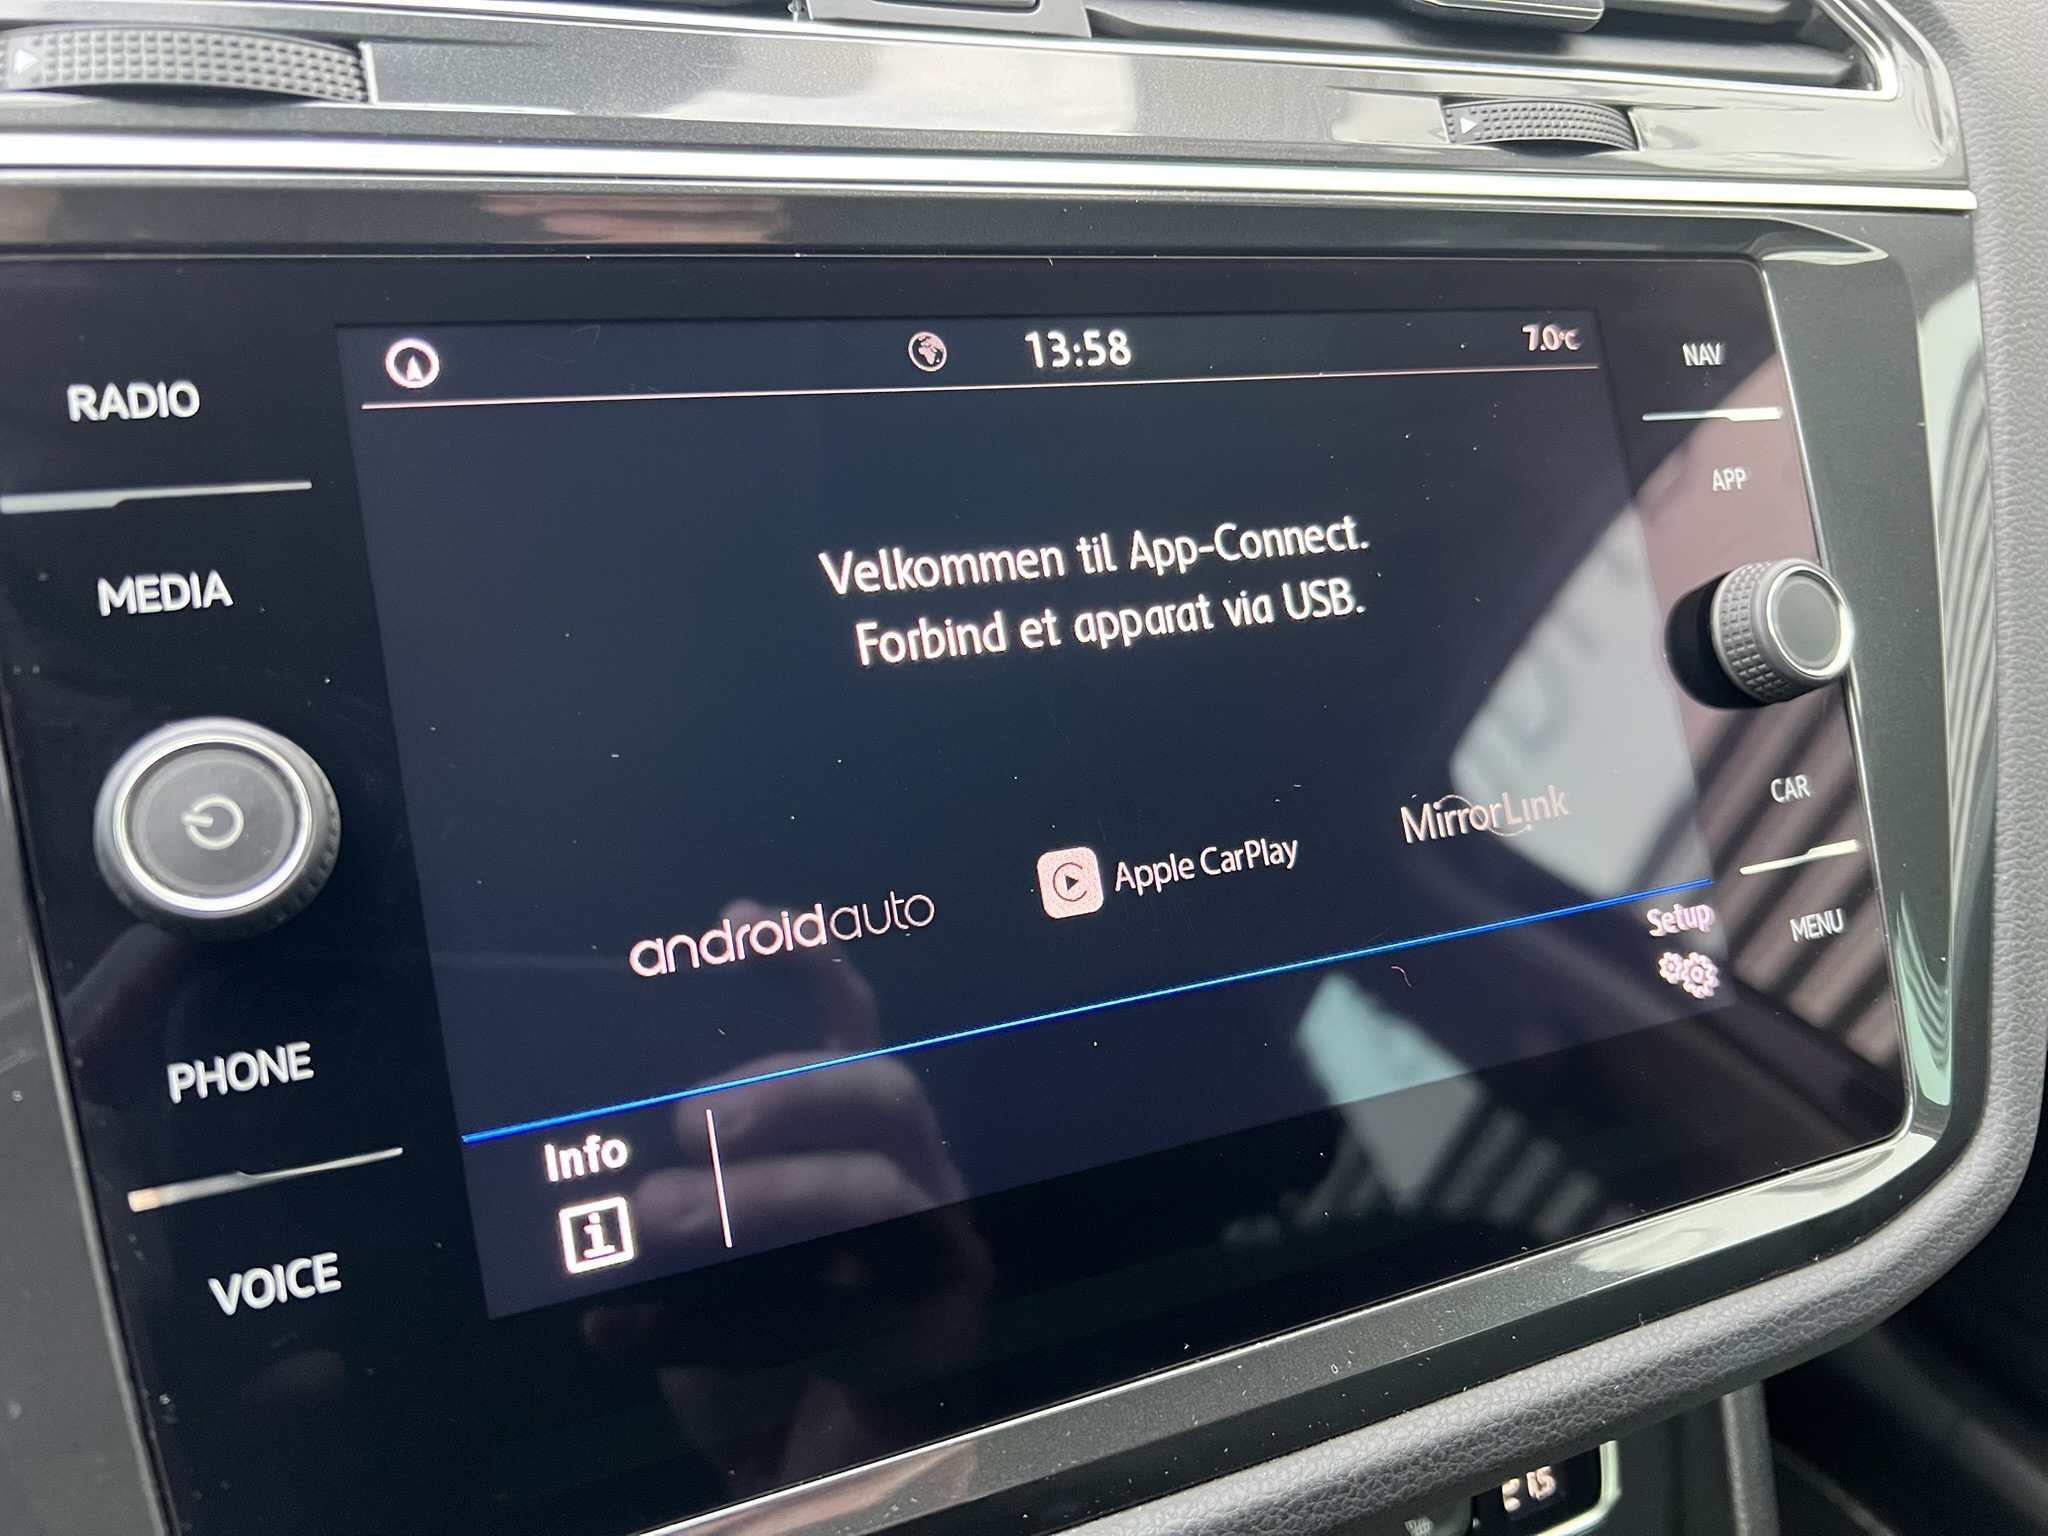 13:58
7.0°C
RADIO
MEDIA
PHONE
VOICE
NAV
APP
CAR
MENU
Velkommen til App-Connect.
Forbind et apparat via USB.
androidauto
Apple CarPlay
MirrorLink
Setup
Info
i